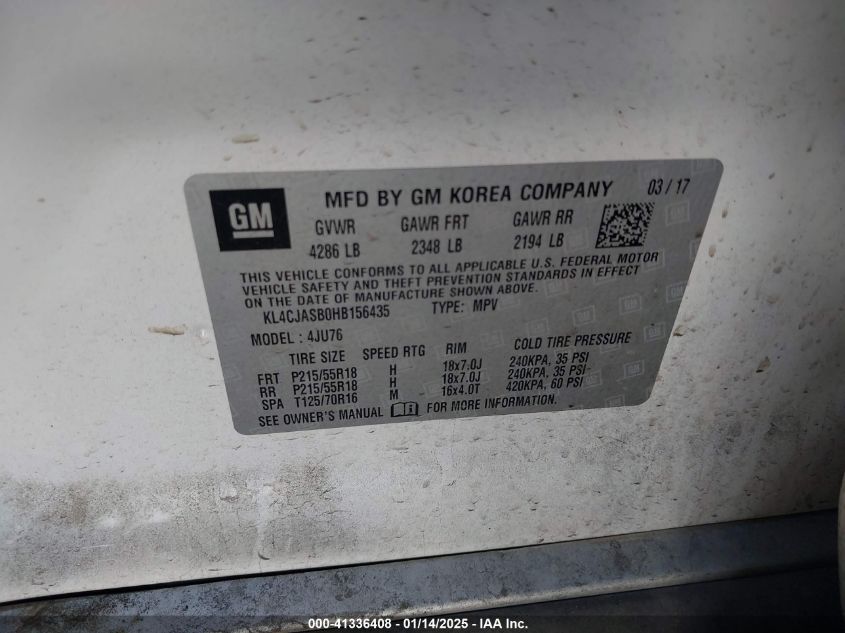 GM MFD BY GM KOREA COMPANY 03 / 17
GVWR GAWR FRT GAWR RR
4286 LB 2348 LB 2194 LB
THIS VEHICLE CONFORMS TO ALL APPLICABLE U.S. FEDERAL MOTOR
VEHICLE SAFETY AND THEFT PREVENTION STANDARDS IN EFFECT
ON THE DATE OF MANUFACTURE SHOWN ABOVE.
KL4CJASB0HB156435 TYPE: MPV
MODEL : 4JU76
TIRE SIZE SPEED RTG RIM COLD TIRE PRESSURE
FRT P215/55R18 H 18x7.0J 240KPA, 35 PSI
RR P215/55R18 H 18x7.0J 240KPA, 35 PSI
SPA T125/70R16 M 16x4.0T 420KPA, 60 PSI
SEE OWNER'S MANUAL FOR MORE INFORMATION.
000-41336408 - 01/14/2025 - IAA Inc.